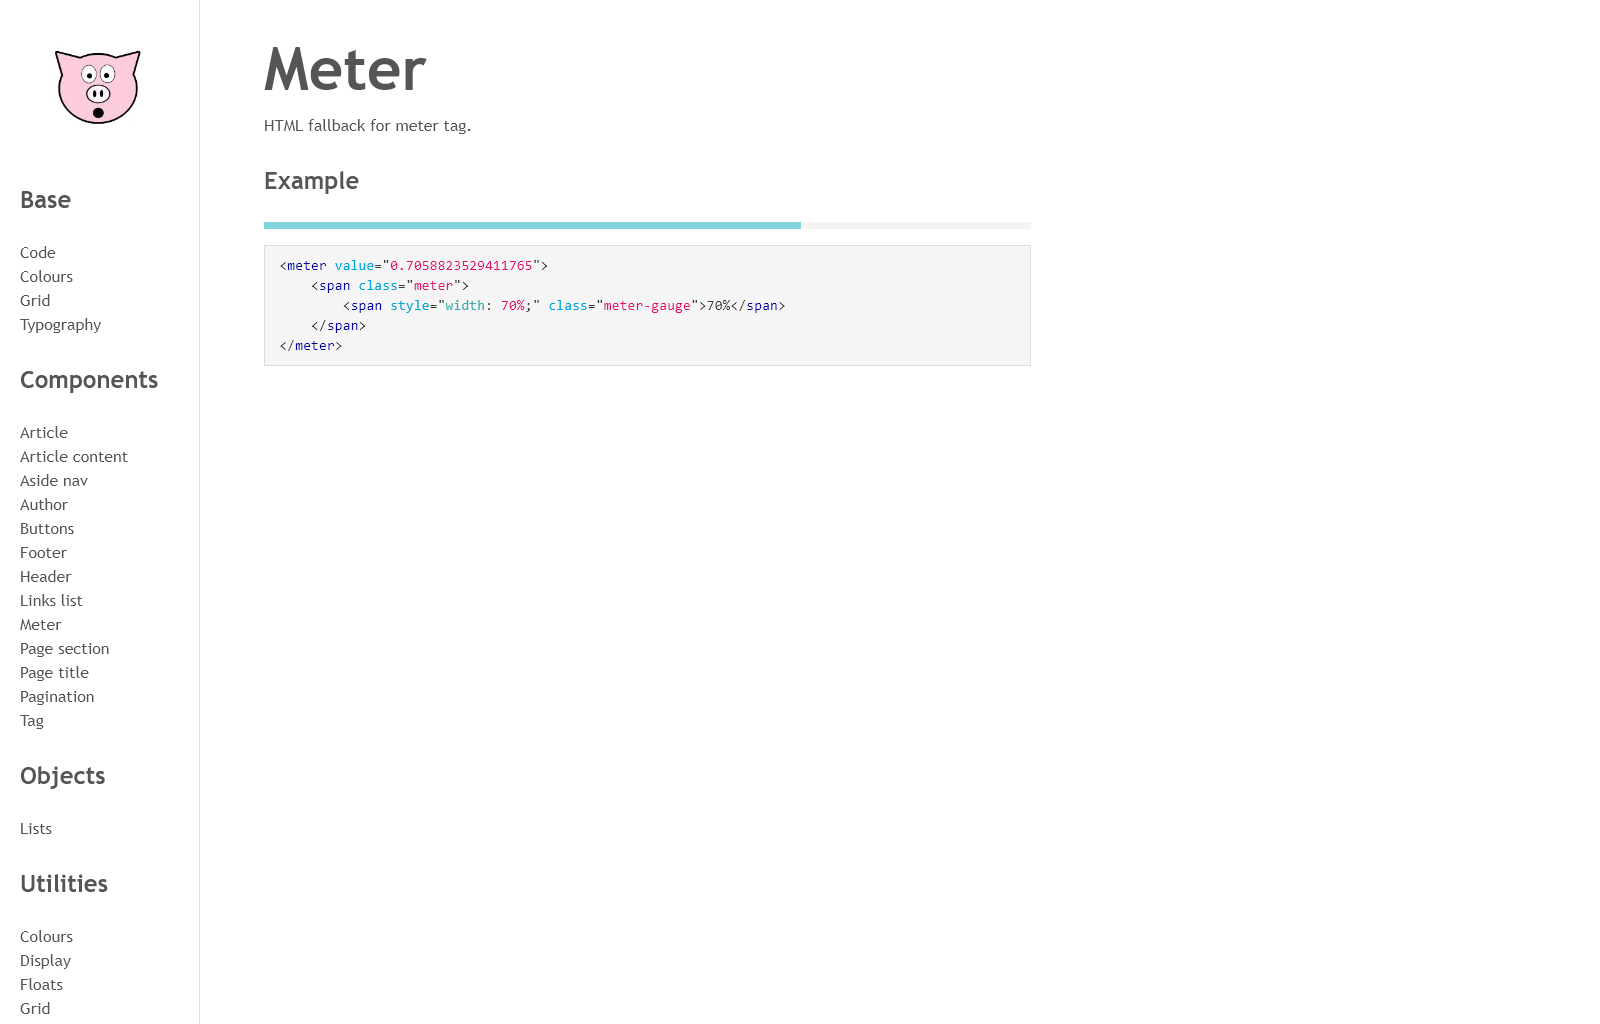 Base
Code
Colours
Grid
Typography
Components
Article
Article content
Aside nav
Author
Buttons
Footer
Header
Links list
Meter
Page section
Page title
Pagination
Tag
Objects
Lists
Utilities
Colours
Display
Floats
Grid
Meter
HTML fallback for meter tag.
Example
<meter value="0.7058823529411765">
    <span class="meter">
        <span style="width: 70%;" class="meter-gauge">70%</span>
    </span>
</meter>